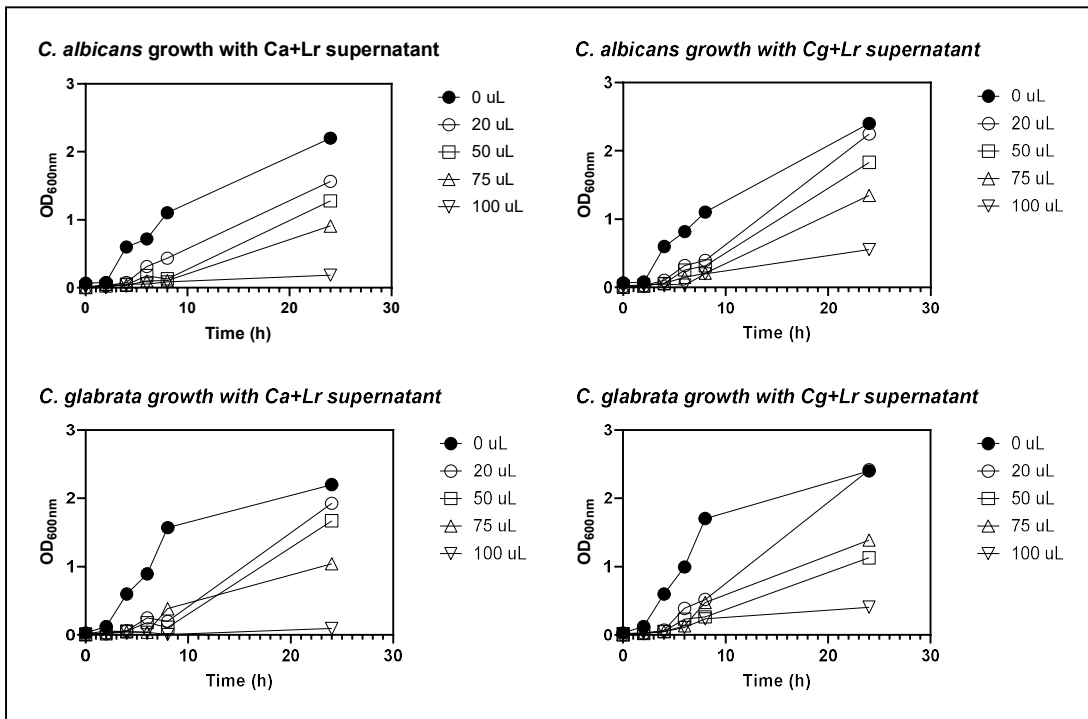 C. albicans growth with Ca+Lr supernatant
3
2
1
0
OD600nm
0
10
20
30
Time (h)
0 uL
20 uL
50 uL
75 uL
100 uL
C. albicans growth with Cg+Lr supernatant
3
2
1
0
OD600nm
0
10
20
30
Time (h)
0 uL
20 uL
50 uL
75 uL
100 uL
C. glabrata growth with Ca+Lr supernatant
3
2
1
0
OD600nm
0
10
20
30
Time (h)
0 uL
20 uL
50 uL
75 uL
100 uL
C. glabrata growth with Cg+Lr supernatant
3
2
1
0
OD600nm
0
10
20
30
Time (h)
0 uL
20 uL
50 uL
75 uL
100 uL